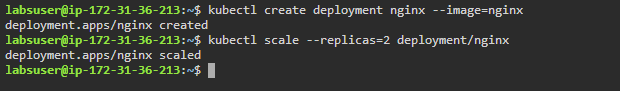 labsuser@ip-172-31-36-213:~$ kubectl create deployment nginx --image=nginx
deployment.apps/nginx created
labsuser@ip-172-31-36-213:~$ kubectl scale --replicas=2 deployment/nginx
deployment.apps/nginx scaled
labsuser@ip-172-31-36-213:~$